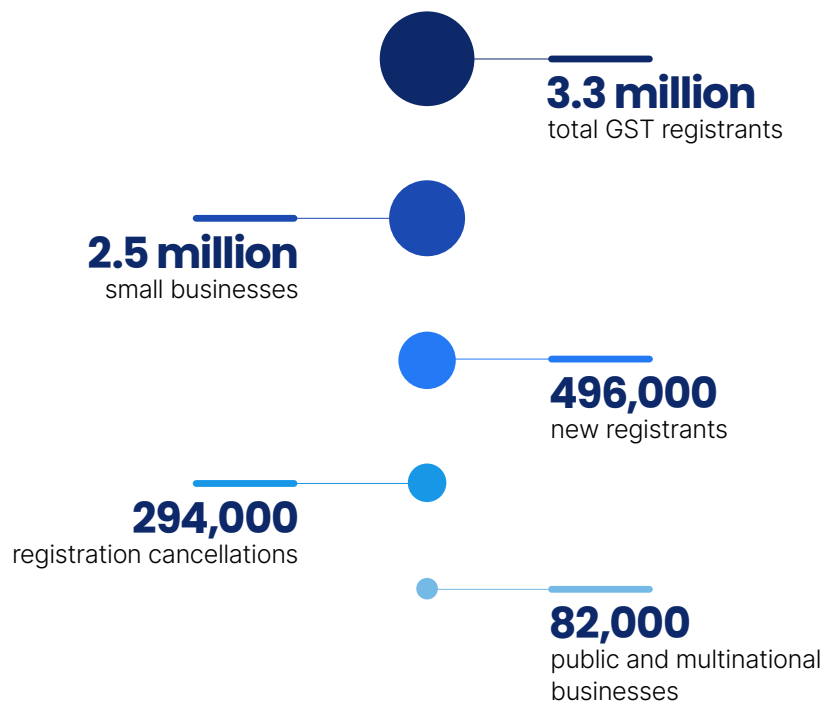 3.3 million
total GST registrants
2.5 million
small businesses
496,000
new registrants
294,000
registration cancellations
82,000
public and multinational
businesses